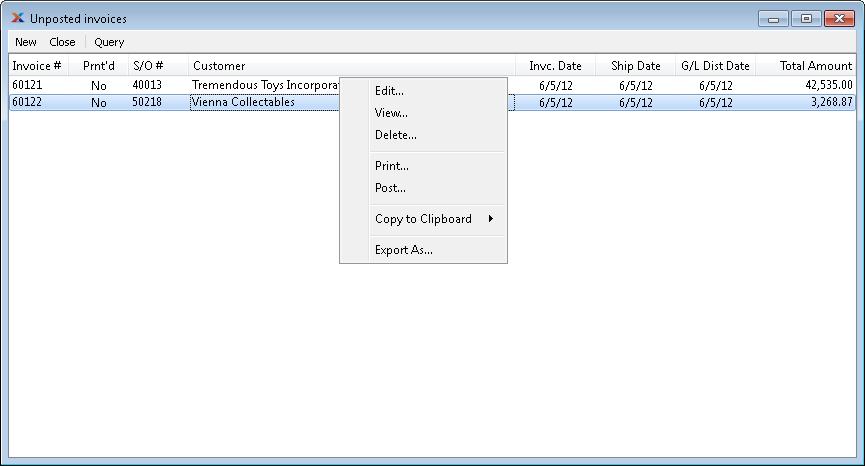 Unposted invoices
New Close Query
Invoice # Prnt'd S/O # Customer Invc. Date Ship Date G/L Dist Date Total Amount
60121 No 40013 Tremendous Toys Incorporat 6/5/12 6/5/12 6/5/12 42,535.00
60122 No 50218 Vienna Collectables 6/5/12 6/5/12 6/5/12 3,268.87
Edit...
View...
Delete...
Print...
Post...
Copy to Clipboard
Export As...